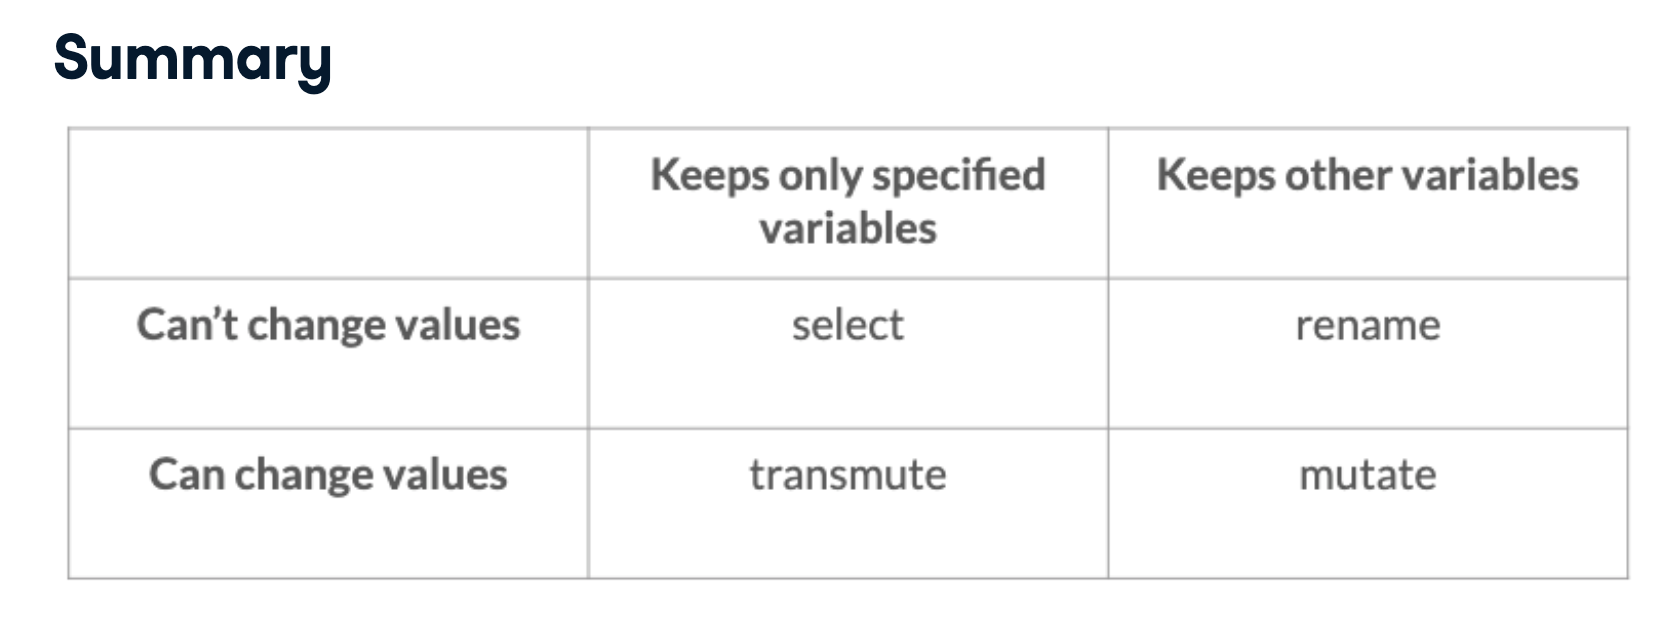 Summary
Keeps only specified
variables
Keeps other variables
Can’t change values
select
rename
Can change values
transmute
mutate